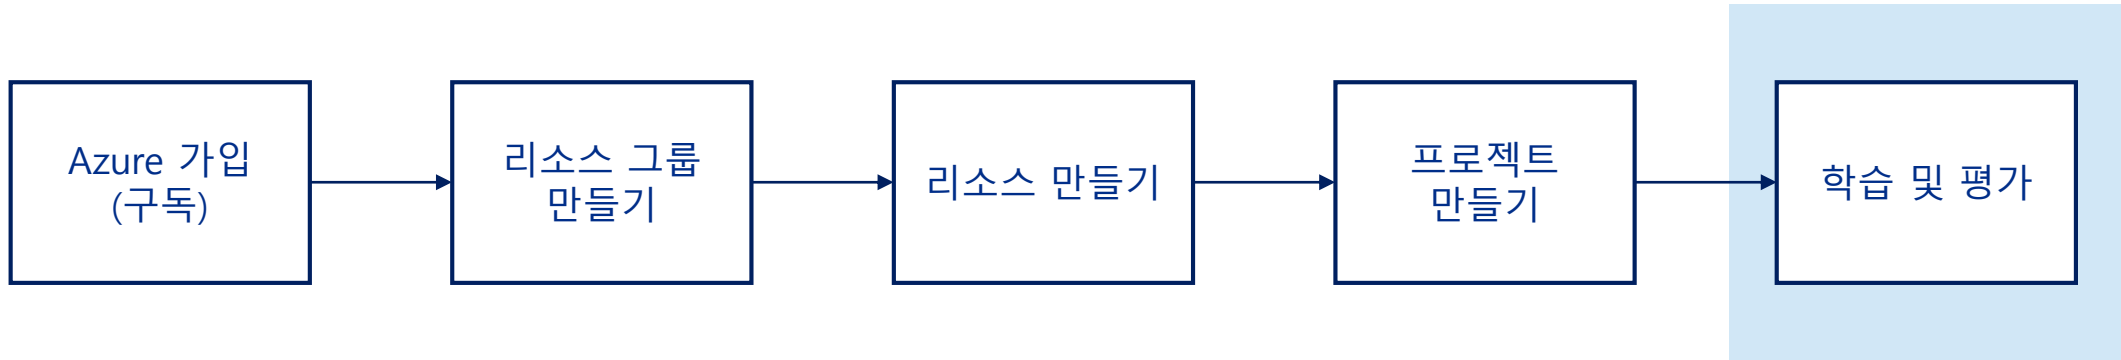 Azure 가입
(구독)
리소스 그룹
만들기
리소스 만들기
프로젝트
만들기
학습 및 평가